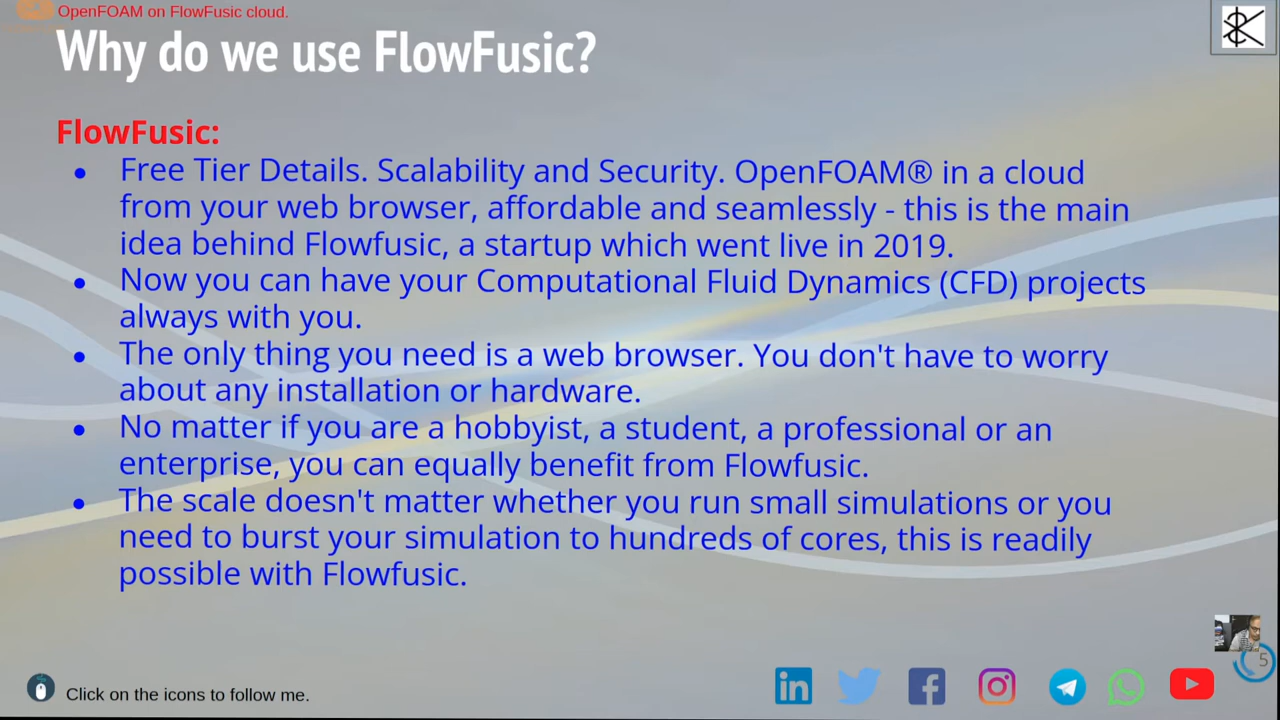 OpenFOAM on FlowFusic cloud.
Why do we use FlowFusic?
FlowFusic:
● Free Tier Details. Scalability and Security. OpenFOAM® in a cloud
from your web browser, affordable and seamlessly - this is the main
idea behind Flowfusic, a startup which went live in 2019.
● Now you can have your Computational Fluid Dynamics (CFD) projects
always with you.
● The only thing you need is a web browser. You don't have to worry
about any installation or hardware.
● No matter if you are a hobbyist, a student, a professional or an
enterprise, you can equally benefit from Flowfusic.
● The scale doesn't matter whether you run small simulations or you
need to burst your simulation to hundreds of cores, this is readily
possible with Flowfusic.
5
Click on the icons to follow me.